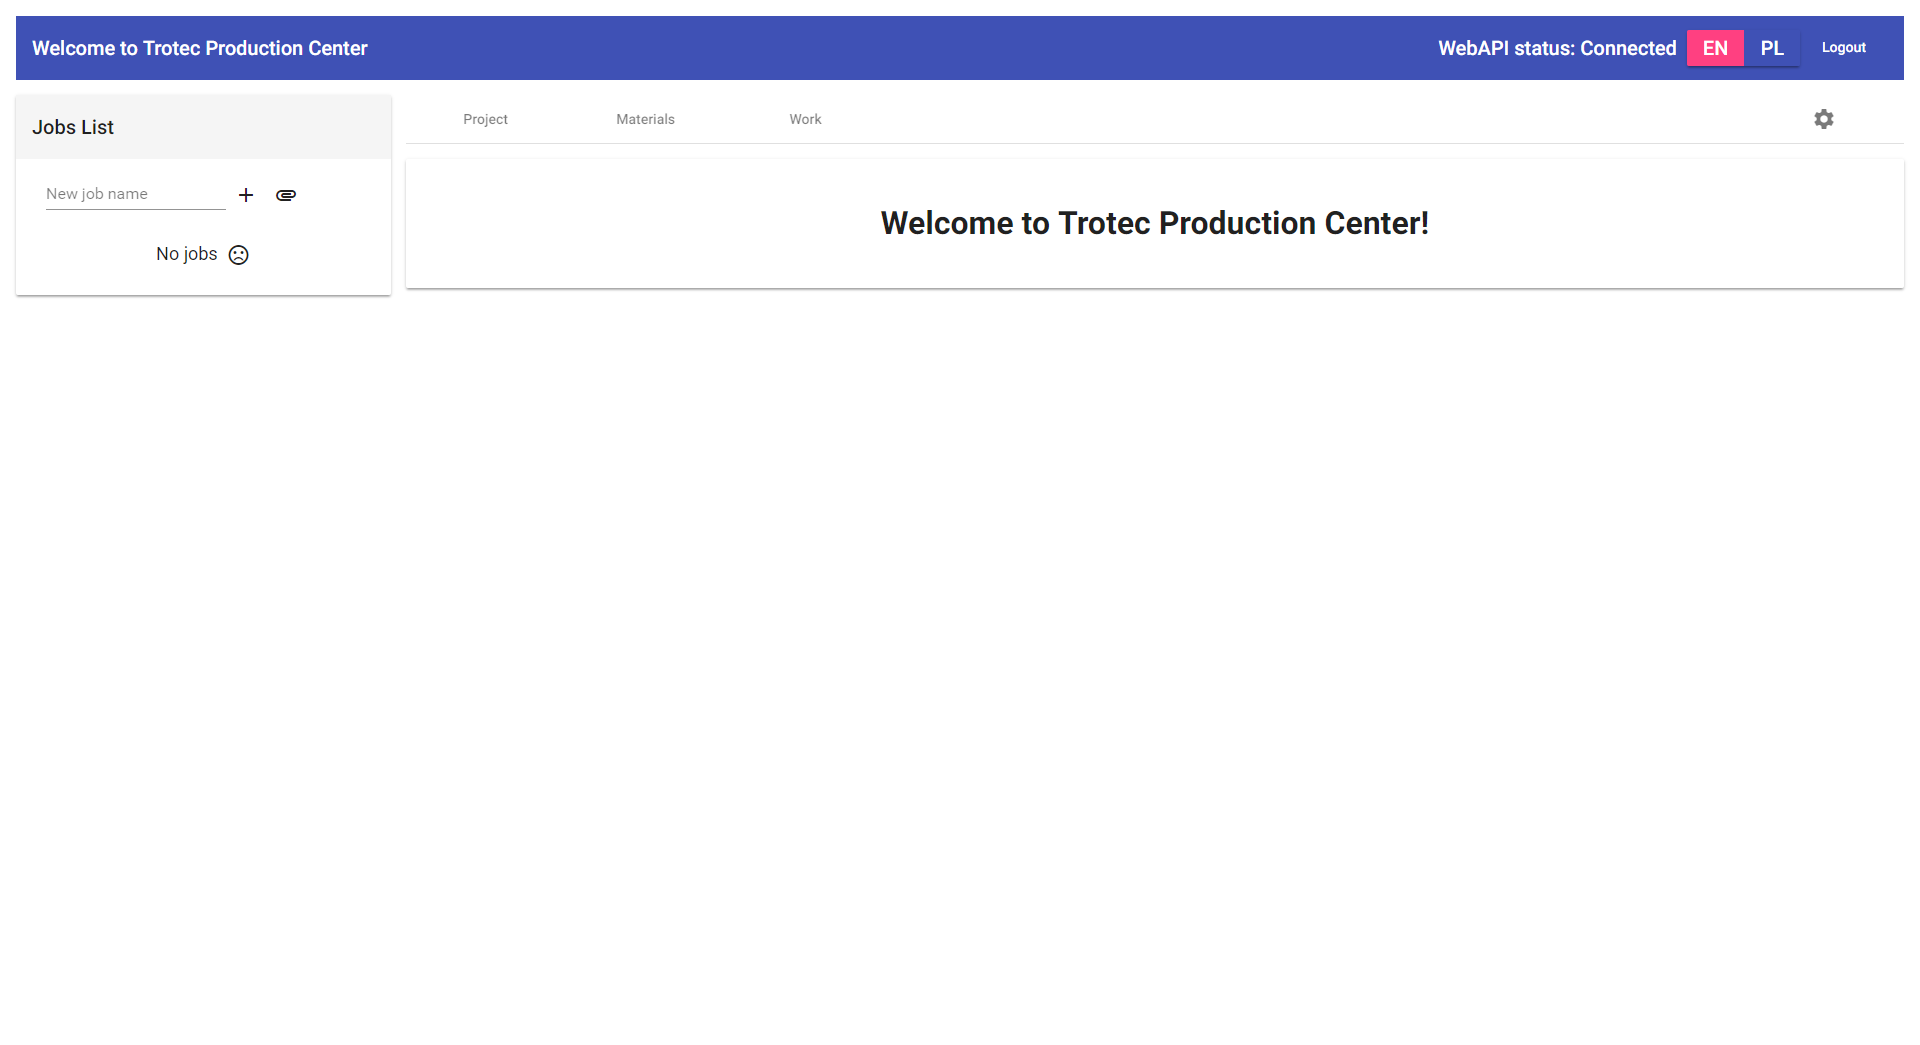 Welcome to Trotec Production Center
WebAPI status: Connected EN PL Logout
Jobs List
Project Materials Work
New job name
No jobs
Welcome to Trotec Production Center!